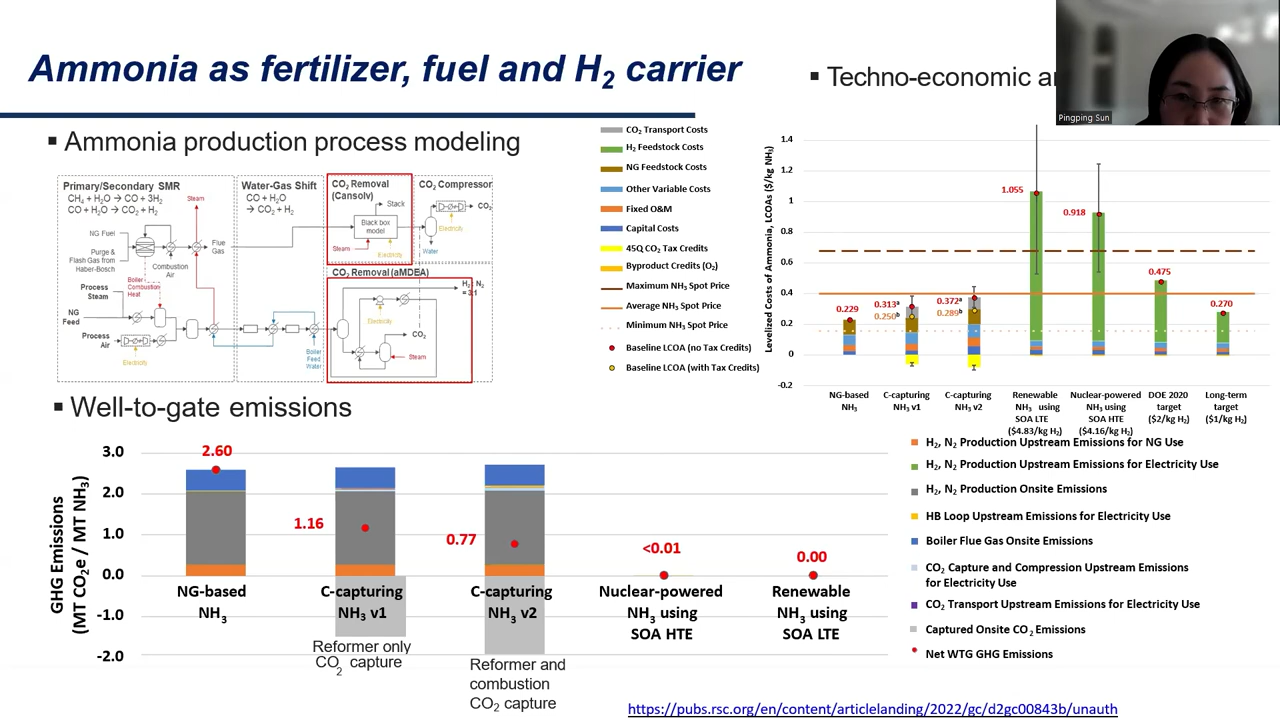 Ammonia as fertilizer, fuel and H2 carrier
▪ Techno-economic an
Pingping Sun
▪ Ammonia production process modeling
Primary/Secondary SMR
CH4 + H2O → CO + 3H2
CO + H2O → CO2 + H2
Steam
NG Fuel
Purge &
Flash Gas from
Haber-Bosch
Flue
Gas
Combustion
Air
Boiler
Combustion
Heat
Process
Steam
NG
Feed
Process
Air
Electricity
Water-Gas Shift
CO + H2O
→ CO2 + H2
Boiler
Feed
Water
CO2 Removal
(Cansolv)
Stack
Black box
model
Steam
Electricity
CO2 Compressor
CO2
Electricity
Water
CO2 Removal (aMDEA)
H2: N2
= 3:1
Electricity
CO2
Steam
CO2 Transport Costs
H2 Feedstock Costs
NG Feedstock Costs
Other Variable Costs
Fixed O&M
Capital Costs
45Q CO2 Tax Credits
Byproduct Credits (O2)
Maximum NH3 Spot Price
Average NH3 Spot Price
Minimum NH3 Spot Price
Baseline LCOA (no Tax Credits)
Baseline LCOA (with Tax Credits)
Levelized Costs of Ammonia, LCOAs ($/kg NH3)
1.4
1.2
1
0.8
0.6
0.4
0.2
0
-0.2
0.229
0.313a
0.250b
0.372a
0.289b
1.055
0.918
0.475
0.270
NG-based
NH3
C-capturing
NH3 v1
C-capturing
NH3 v2
Renewable
NH3 using
SOA LTE
($4.83/kg H2)
Nuclear-powered
NH3 using
SOA HTE
($4.16/kg H2)
DOE 2020
target
($2/kg H2)
Long-term
target
($1/kg H2)
▪ Well-to-gate emissions
GHG Emissions
(MT CO2e / MT NH3)
3.0
2.0
1.0
0.0
-1.0
-2.0
2.60
1.16
0.77
<0.01
0.00
NG-based
NH3
C-capturing
NH3 v1
C-capturing
NH3 v2
Nuclear-powered
NH3 using
SOA HTE
Renewable
NH3 using
SOA LTE
Reformer only
CO2 capture
Reformer and
combustion
CO2 capture
H2, N2 Production Upstream Emissions for NG Use
H2, N2 Production Upstream Emissions for Electricity Use
H2, N2 Production Onsite Emissions
HB Loop Upstream Emissions for Electricity Use
Boiler Flue Gas Onsite Emissions
CO2 Capture and Compression Upstream Emissions
for Electricity Use
CO2 Transport Upstream Emissions for Electricity Use
Captured Onsite CO2 Emissions
Net WTG GHG Emissions
https://pubs.rsc.org/en/content/articlelanding/2022/gc/d2gc00843b/unauth